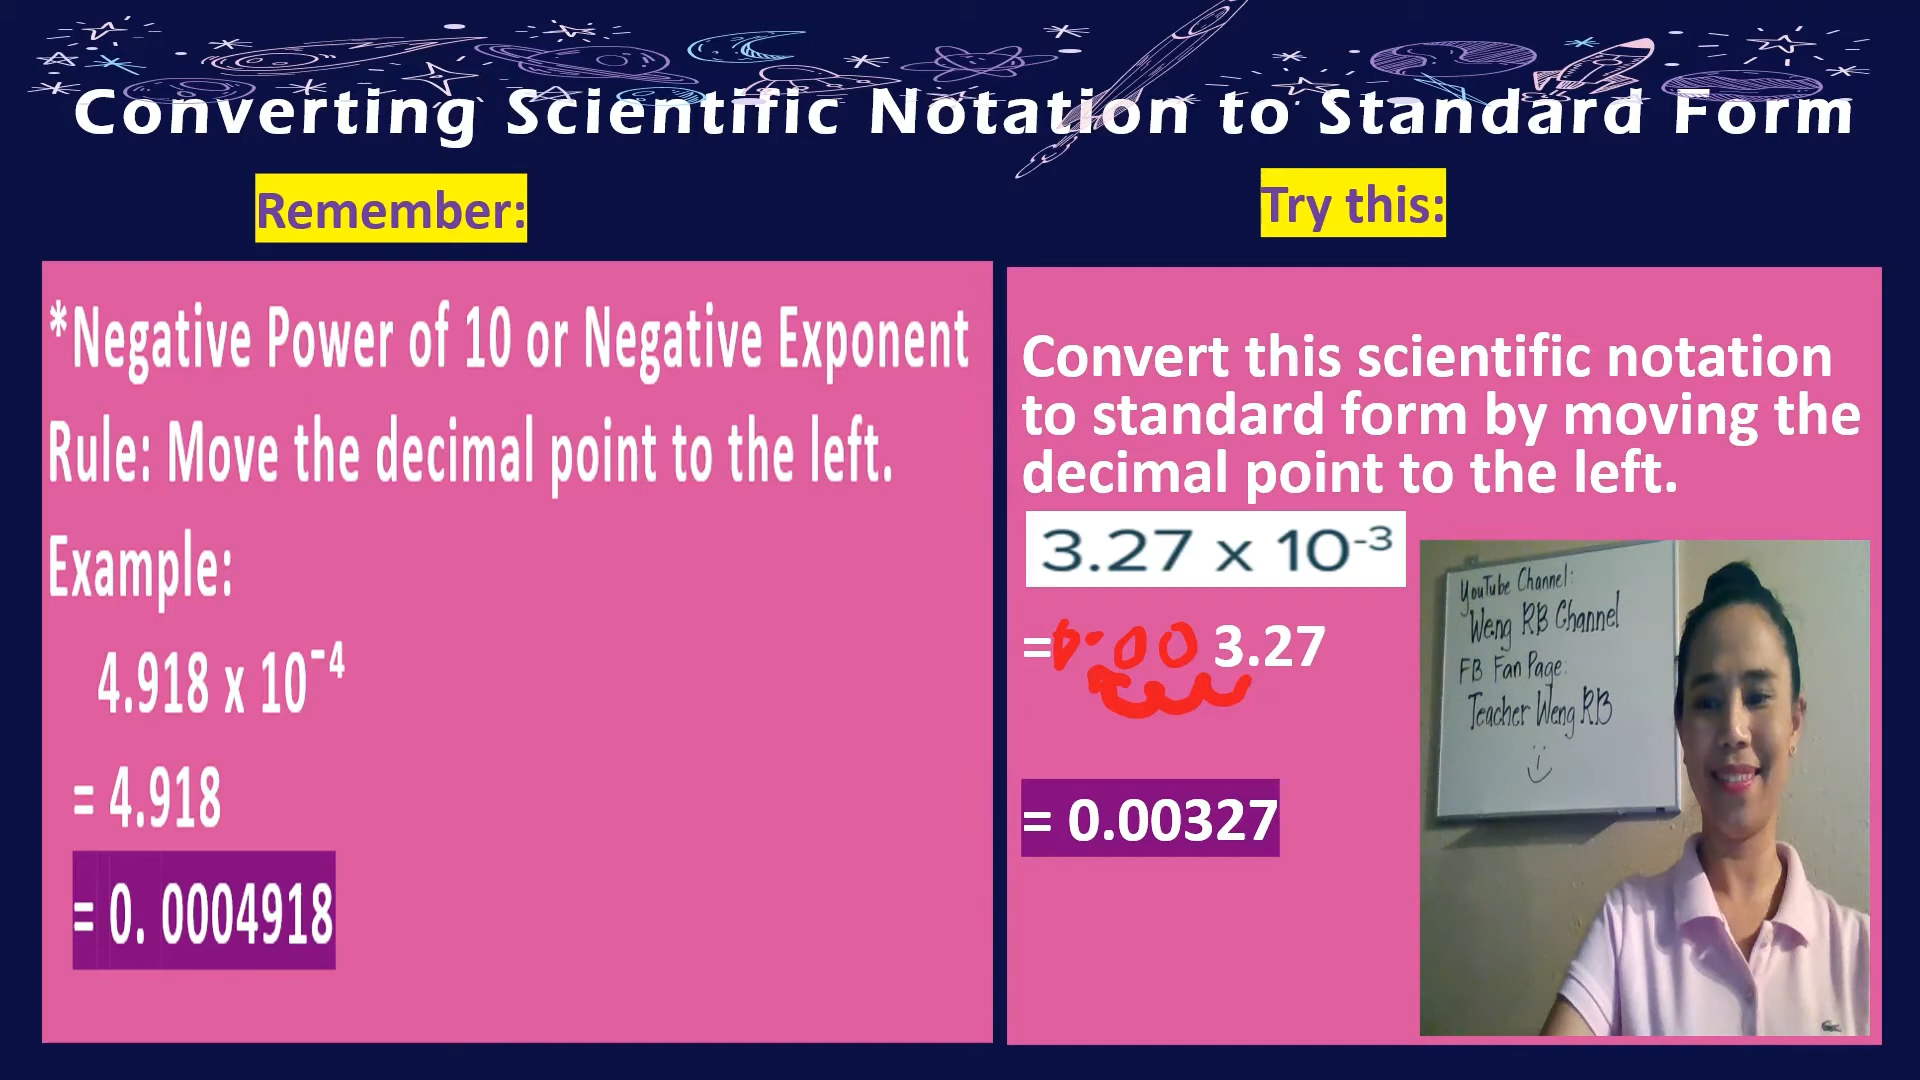 Converting Scientific Notation to Standard Form
Remember:
*Negative Power of 10 or Negative Exponent
Rule: Move the decimal point to the left.
Example:
4.918 x 10⁻⁴
= 4.918
= 0. 0004918
Try this:
Convert this scientific notation
to standard form by moving the
decimal point to the left.
3.27 x 10⁻³
=0.00 3.27
= 0.00327
YouTube Channel:
Weng RB Channel
FB Fan Page:
Teacher Weng RB